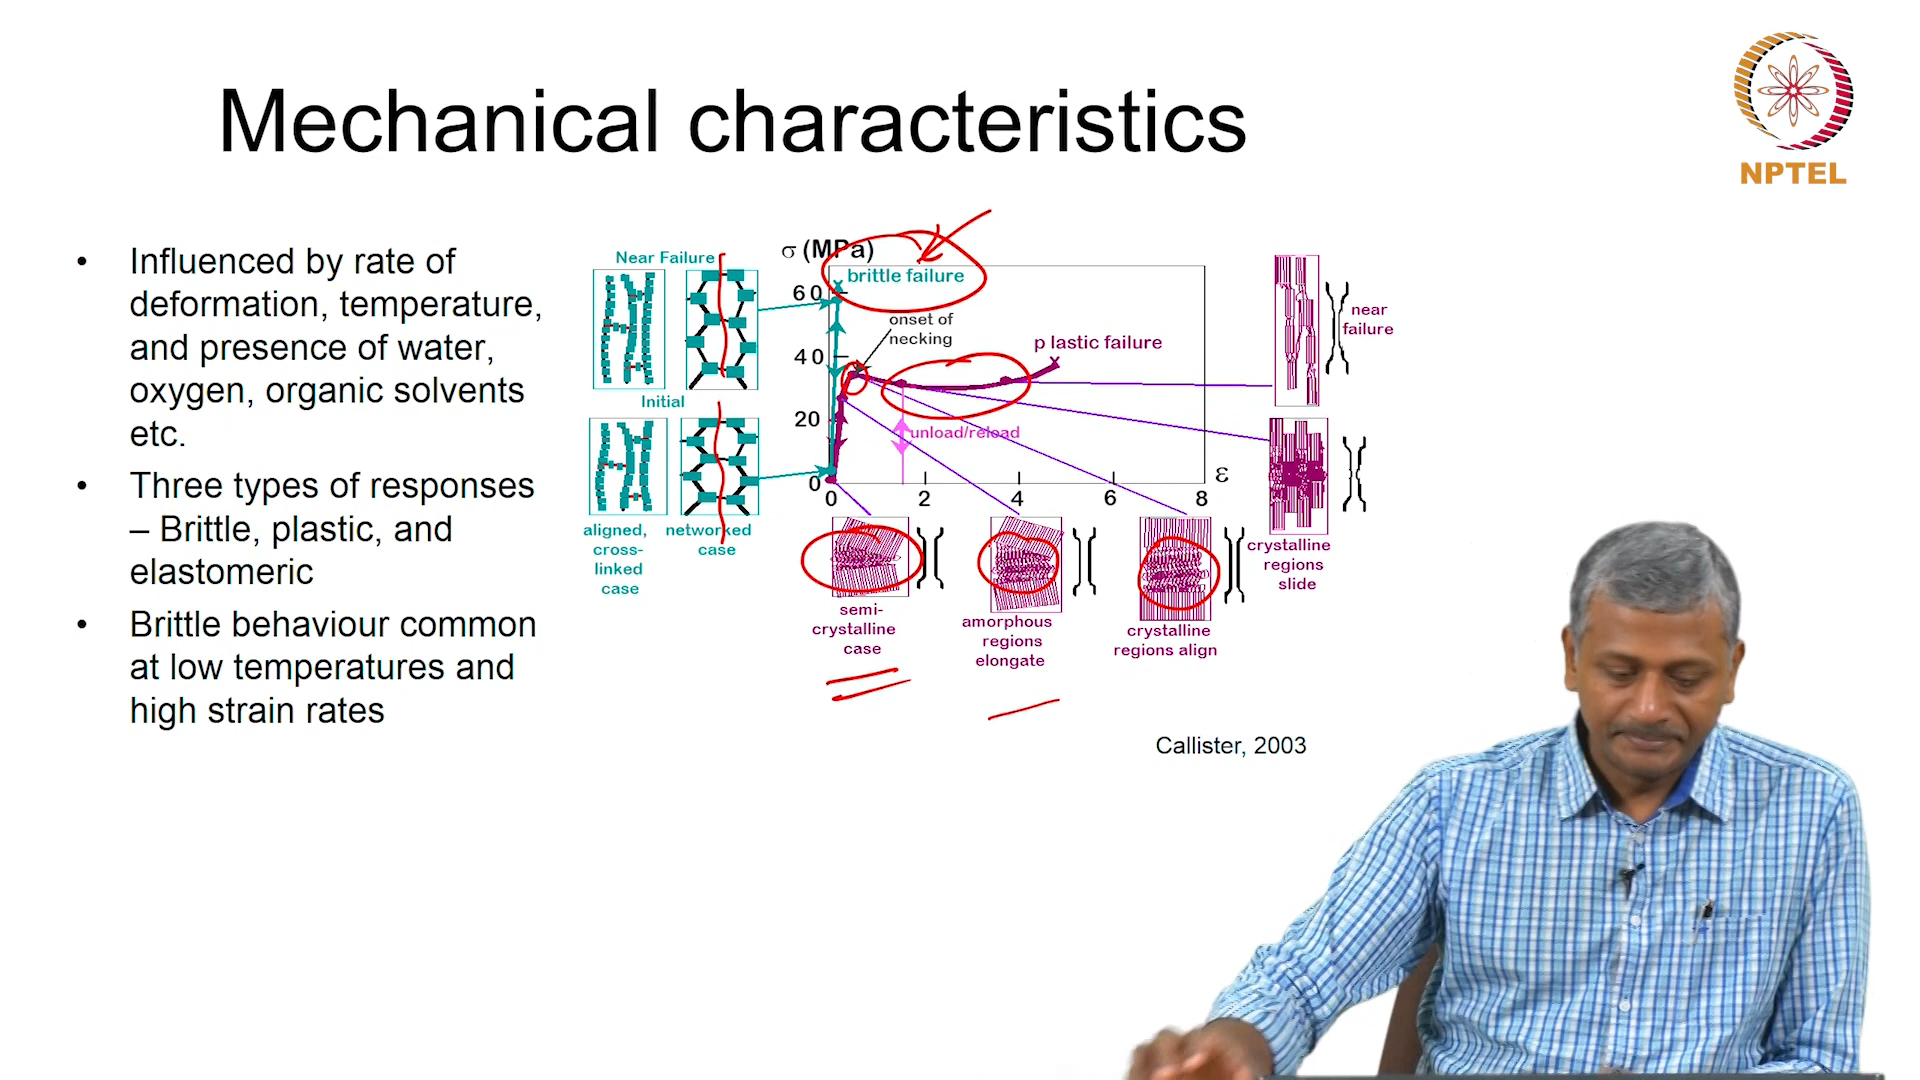 Mechanical characteristics
NPTEL
• Influenced by rate of
deformation, temperature,
and presence of water,
oxygen, organic solvents
etc.
• Three types of responses
– Brittle, plastic, and
elastomeric
• Brittle behaviour common
at low temperatures and
high strain rates
Near Failure
Initial
aligned,
cross-
linked
case
networked
case
σ (MPa)
60
40
20
0
brittle failure
onset of
necking
plastic failure
unload/reload
0 2 4 6 8
ε
near
failure
crystalline
regions
slide
semi-
crystalline
case
amorphous
regions
elongate
crystalline
regions align
Callister, 2003